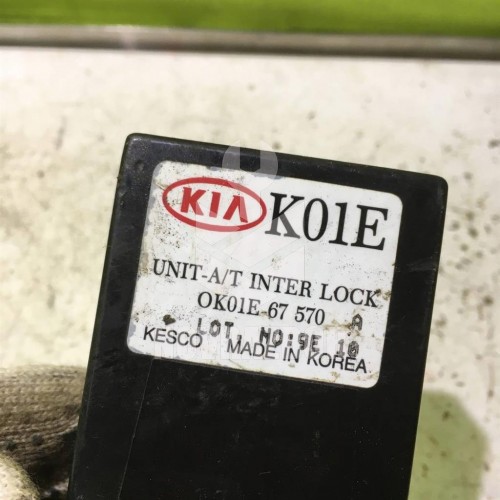 KIA K01E
UNIT-A/T INTER LOCK
OK01E-67 570 A
LOT NO:9E 10
KESCO MADE IN KOREA